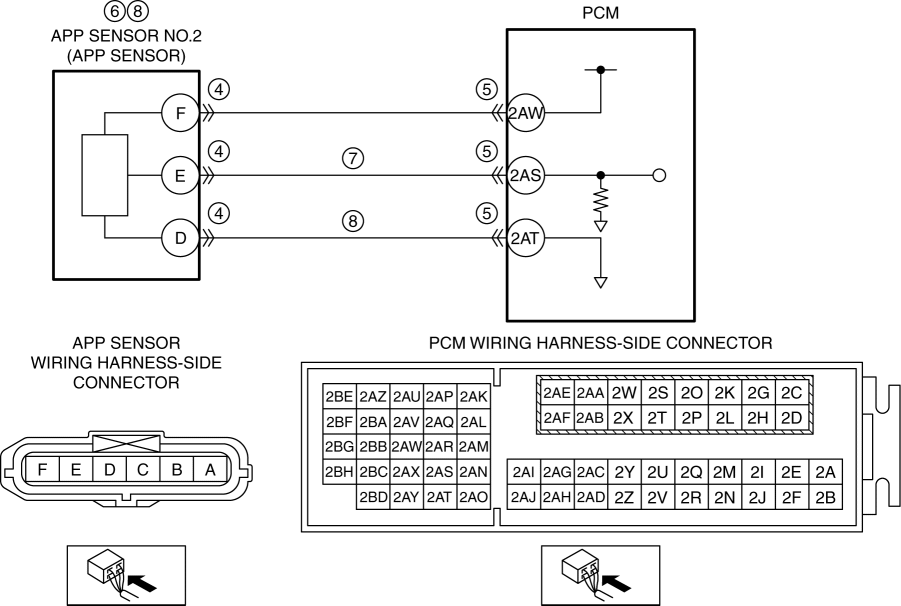 ⑥⑧
APP SENSOR NO.2
(APP SENSOR)
PCM
F ④ ⑤ 2AW
E ④ ⑦ ⑤ 2AS
D ④ ⑧ ⑤ 2AT
APP SENSOR
WIRING HARNESS-SIDE
CONNECTOR
F E D C B A
PCM WIRING HARNESS-SIDE CONNECTOR
2BE 2AZ 2AU 2AP 2AK
2BF 2BA 2AV 2AQ 2AL
2BG 2BB 2AW 2AR 2AM
2BH 2BC 2AX 2AS 2AN
2BD 2AY 2AT 2AO
2AE 2AA 2W 2S 2O 2K 2G 2C
2AF 2AB 2X 2T 2P 2L 2H 2D
2AI 2AG 2AC 2Y 2U 2Q 2M 2I 2E 2A
2AJ 2AH 2AD 2Z 2V 2R 2N 2J 2F 2B